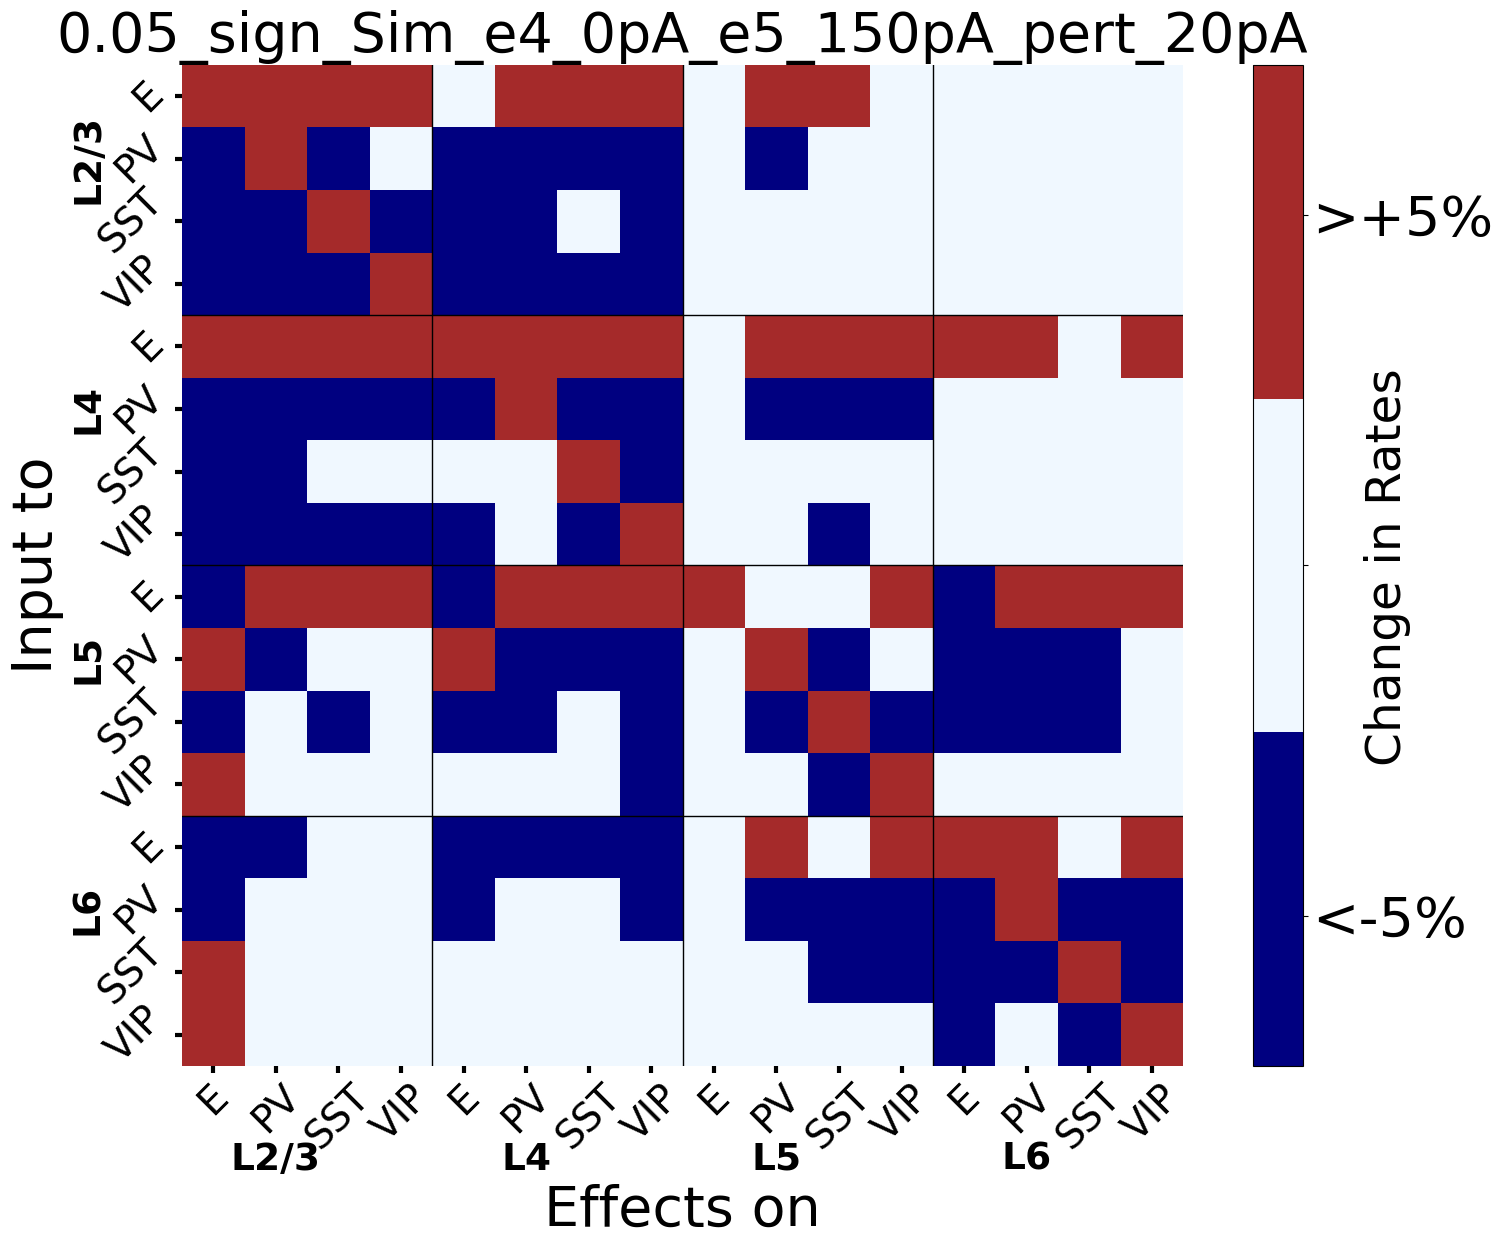 0.05_sign_Sim_e4_0pA_e5_150pA_pert_20pA
Input to
L2/3
E
PV
SST
VIP
L4
E
PV
SST
VIP
L5
E
PV
SST
VIP
L6
E
PV
SST
VIP
E PV SST VIP E PV SST VIP E PV SST VIP E PV SST VIP
L2/3 L4 L5 L6
Effects on
>+5%
<-5%
Change in Rates